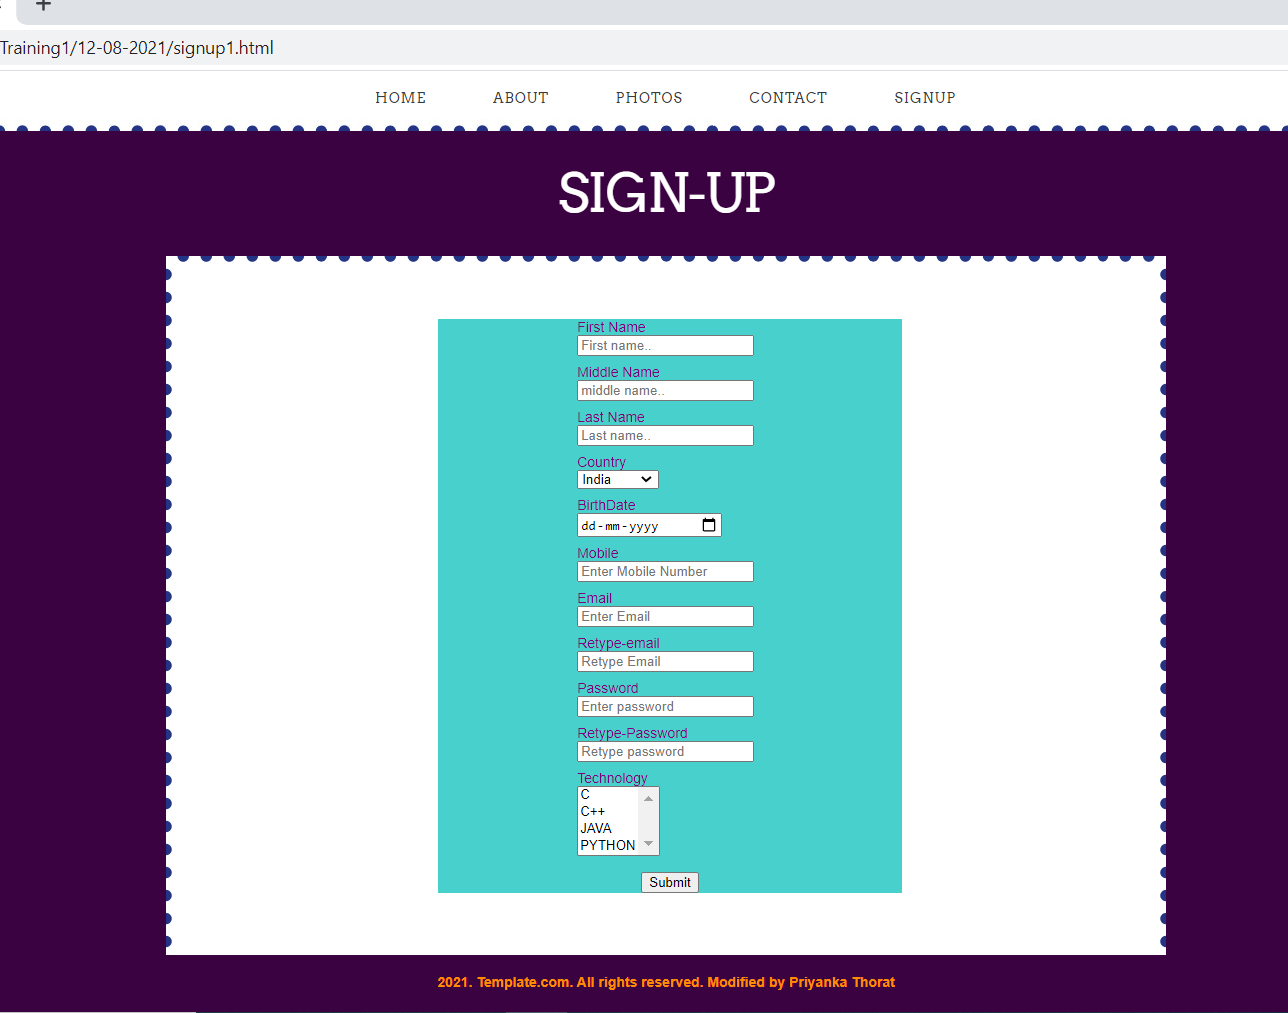 Training1/12-08-2021/signup1.html
HOME ABOUT PHOTOS CONTACT SIGNUP
SIGN-UP
First Name
First name..
Middle Name
middle name..
Last Name
Last name..
Country
India
BirthDate
dd-mm-yyyy
Mobile
Enter Mobile Number
Email
Enter Email
Retype-email
Retype Email
Password
Enter password
Retype-Password
Retype password
Technology
C
C++
JAVA
PYTHON
Submit
2021. Template.com. All rights reserved. Modified by Priyanka Thorat